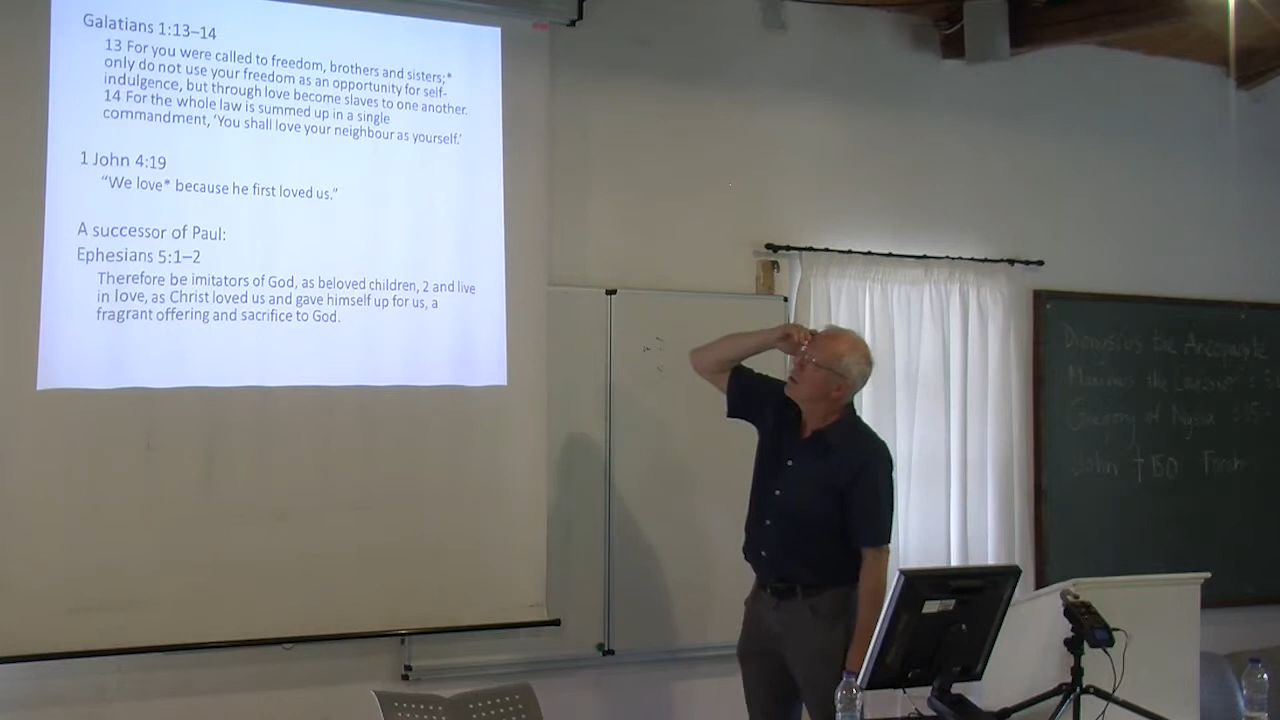 Galatians 1:13–14
13 For you were called to freedom, brothers and sisters;*
only do not use your freedom as an opportunity for self-
indulgence, but through love become slaves to one another.
14 For the whole law is summed up in a single
commandment, ‘You shall love your neighbour as yourself.’
1 John 4:19
“We love* because he first loved us.”
A successor of Paul:
Ephesians 5:1–2
Therefore be imitators of God, as beloved children, 2 and live
in love, as Christ loved us and gave himself up for us, a
fragrant offering and sacrifice to God.
Dionysius the Areopagite
Maximus the
Gregory of Nyssa
John † 150